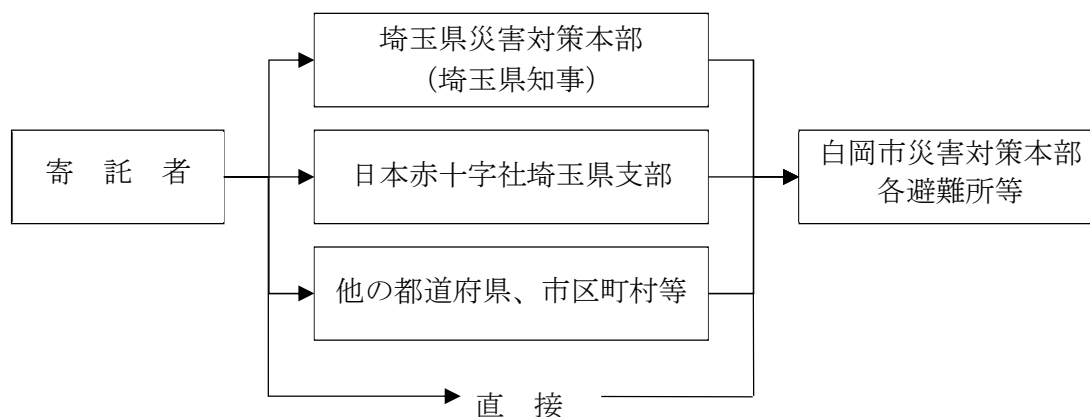 埼玉県災害対策本部
（埼玉県知事）
寄　託　者
日本赤十字社埼玉県支部
白岡市災害対策本部
各避難所等
他の都道府県、市区町村等
直　接